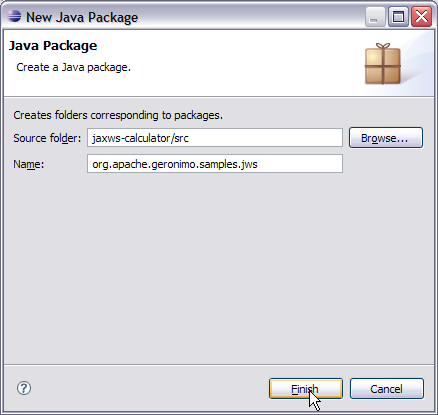 New Java Package
Java Package
Create a Java package.
Creates folders corresponding to packages.
Source folder: jaxws-calculator/src Browse...
Name: org.apache.geronimo.samples.jws
? Finish Cancel